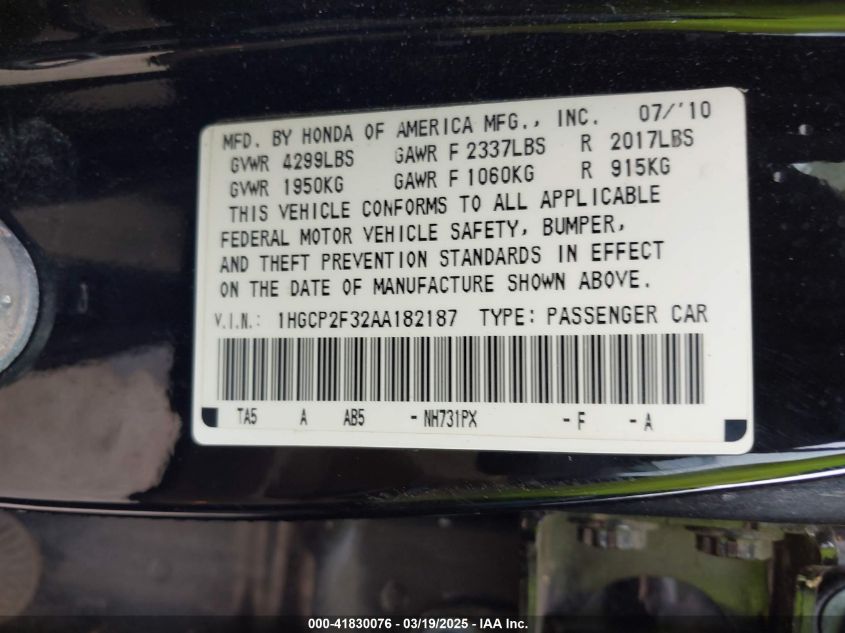 MFD. BY HONDA OF AMERICA MFG., INC. 07/'10
GVWR 4299LBS GAWR F 2337LBS R 2017LBS
GVWR 1950KG GAWR F 1060KG R 915KG
THIS VEHICLE CONFORMS TO ALL APPLICABLE
FEDERAL MOTOR VEHICLE SAFETY, BUMPER,
AND THEFT PREVENTION STANDARDS IN EFFECT
ON THE DATE OF MANUFACTURE SHOWN ABOVE.
V.I.N.: 1HGCP2F32AA182187 TYPE: PASSENGER CAR
TA5 A AB5 - NH731PX - F - A
000-41830076 - 03/19/2025 - IAA Inc.